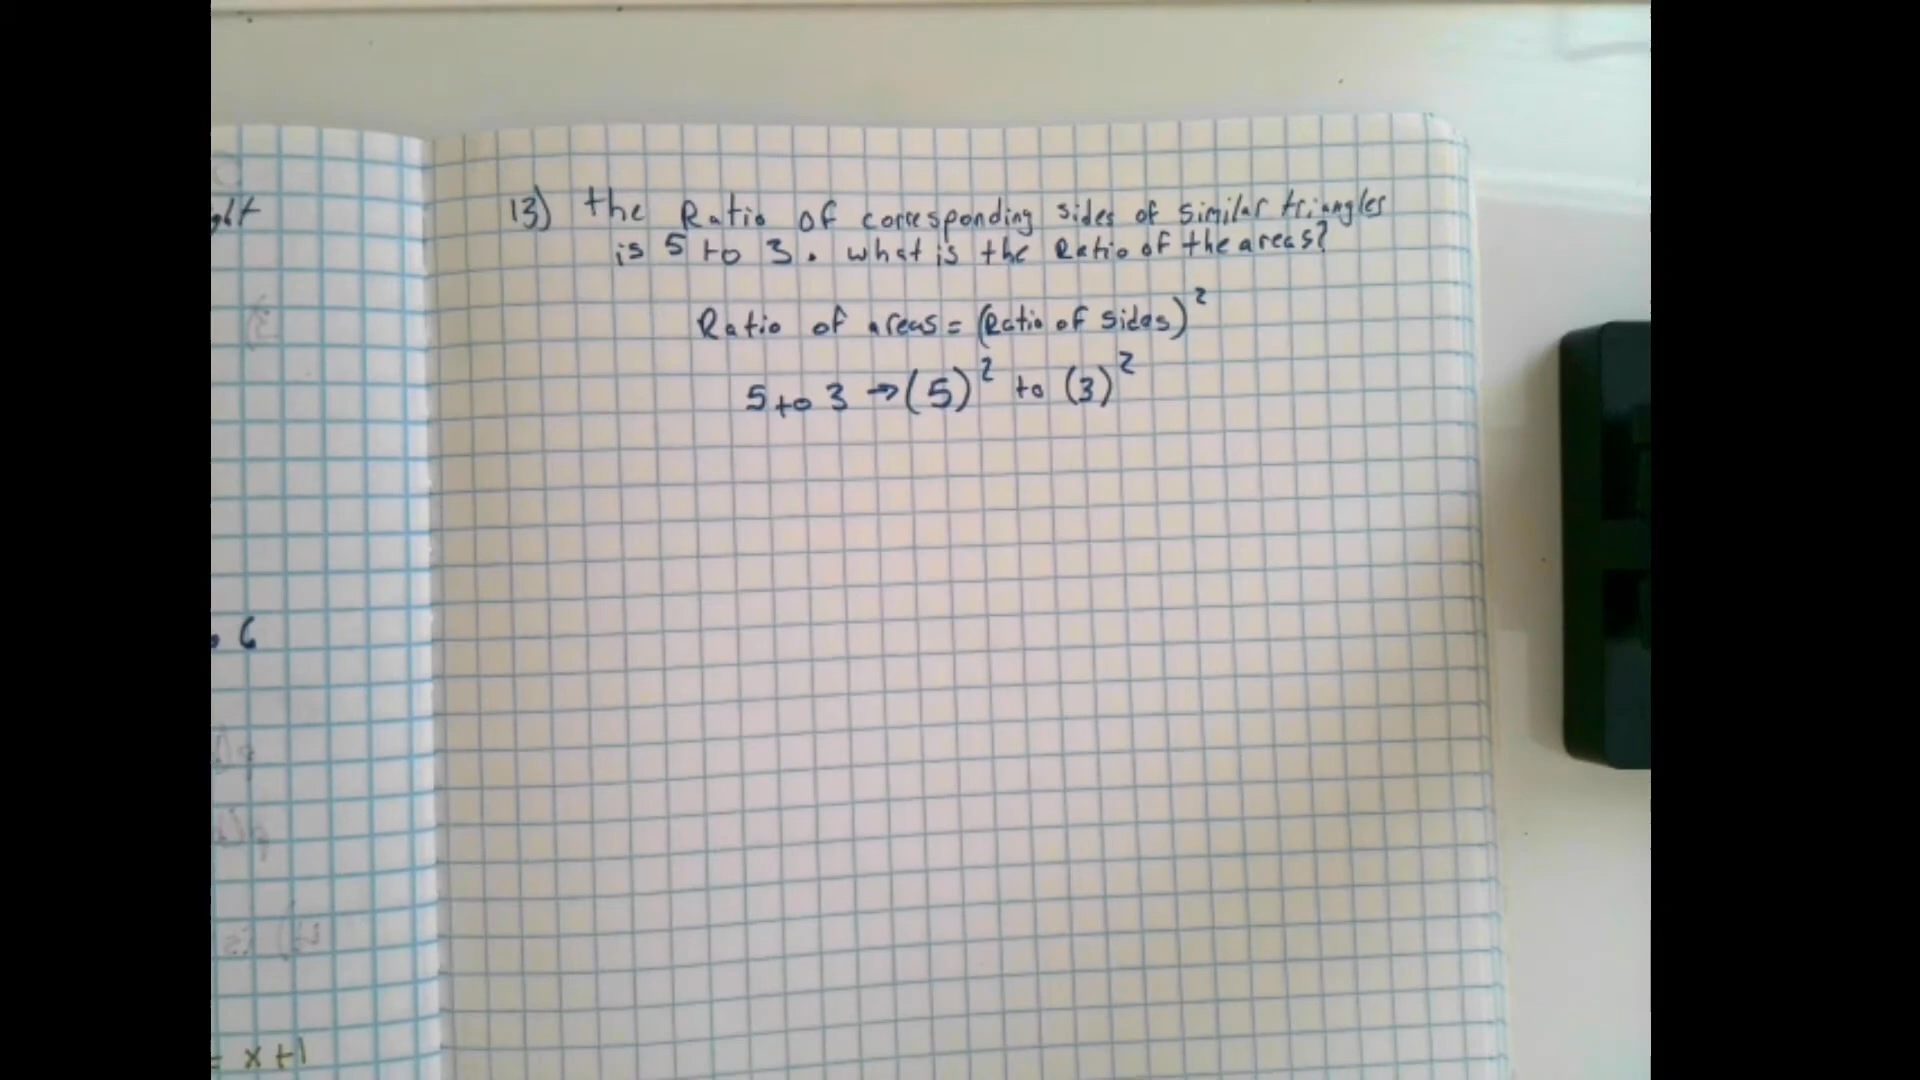 ght
6
= x+1
13) the Ratio of corresponding sides of similar triangles
is 5 to 3. what is the Ratio of the areas?
Ratio of areas = (Ratio of sides)²
5 to 3 → (5)² to (3)²